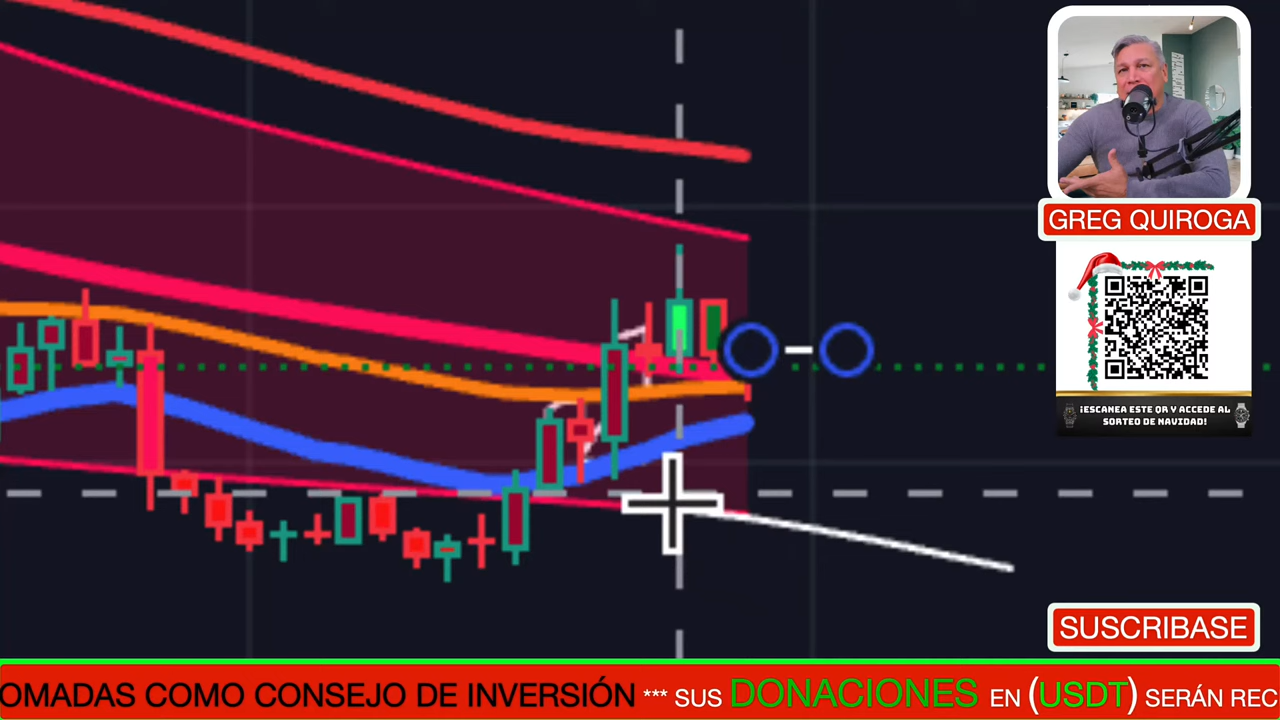 GREG QUIROGA
¡ESCANEA ESTE QR Y ACCEDE AL
SORTEO DE NAVIDAD!
SUSCRIBASE
OMADAS COMO CONSEJO DE INVERSIÓN *** SUS DONACIONES EN (USDT) SERÁN REC